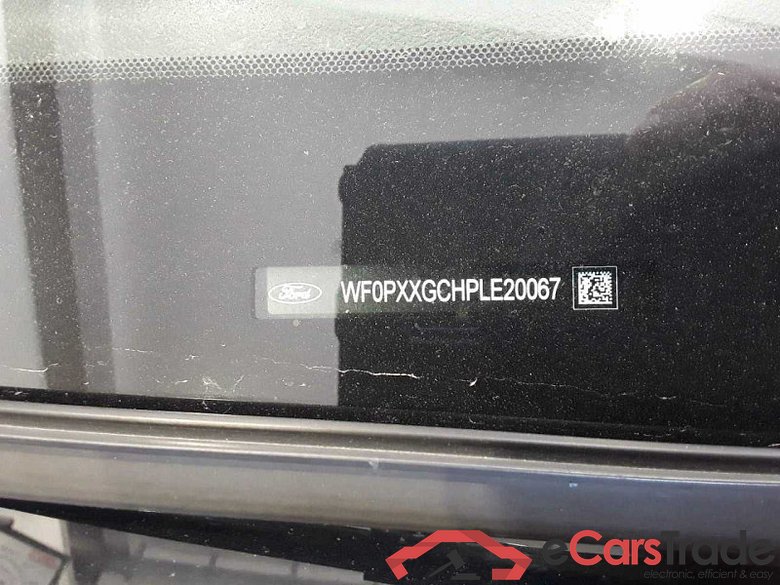 Ford WF0PXXGCHPLE20067
eCarsTrade
electronic, efficient & easy